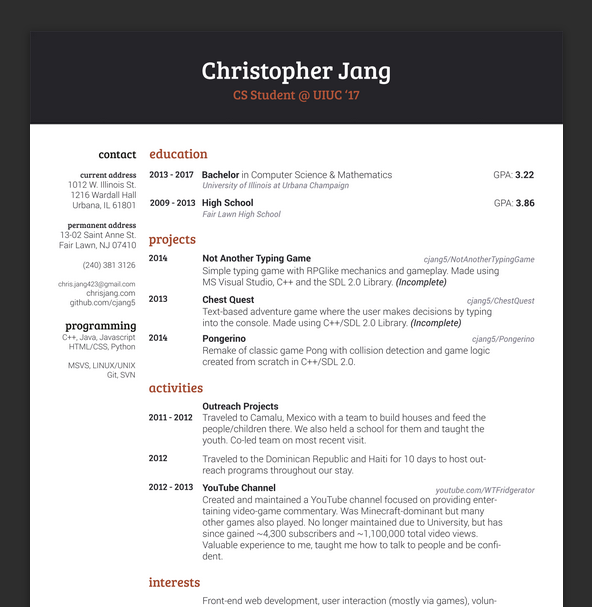 Christopher Jang
CS Student @ UIUC '17
contact
current address
1012 W. Illinois St.
1216 Wardall Hall
Urbana, IL 61801
permanent address
13-02 Saint Anne St.
Fair Lawn, NJ 07410
(240) 381 3126
chris.jang423@gmail.com
chrisjang.com
github.com/cjang5
programming
C++, Java, Javascript
HTML/CSS, Python
MSVS, LINUX/UNIX
Git, SVN
education
2013 - 2017 Bachelor in Computer Science & Mathematics GPA: 3.22
University of Illinois at Urbana Champaign
2009 - 2013 High School GPA: 3.86
Fair Lawn High School
projects
2014 Not Another Typing Game cjang5/NotAnotherTypingGame
Simple typing game with RPGlike mechanics and gameplay. Made using
MS Visual Studio, C++ and the SDL 2.0 Library. (Incomplete)
2013 Chest Quest cjang5/ChestQuest
Text-based adventure game where the user makes decisions by typing
into the console. Made using C++/SDL 2.0 Library. (Incomplete)
2014 Pongerino cjang5/Pongerino
Remake of classic game Pong with collision detection and game logic
created from scratch in C++/SDL 2.0.
activities
Outreach Projects
2011 - 2012 Traveled to Camalu, Mexico with a team to build houses and feed the
people/children there. We also held a school for them and taught the
youth. Co-led team on most recent visit.
2012 Traveled to the Dominican Republic and Haiti for 10 days to host out-
reach programs throughout our stay.
2012 - 2013 YouTube Channel youtube.com/WTFridgerator
Created and maintained a YouTube channel focused on providing enter-
taining video-game commentary. Was Minecraft-dominant but many
other games also played. No longer maintained due to University, but has
since gained ~4,300 subscribers and ~1,100,000 total video views.
Valuable experience to me, taught me how to talk to people and be confi-
dent.
interests
Front-end web development, user interaction (mostly via games), volun-